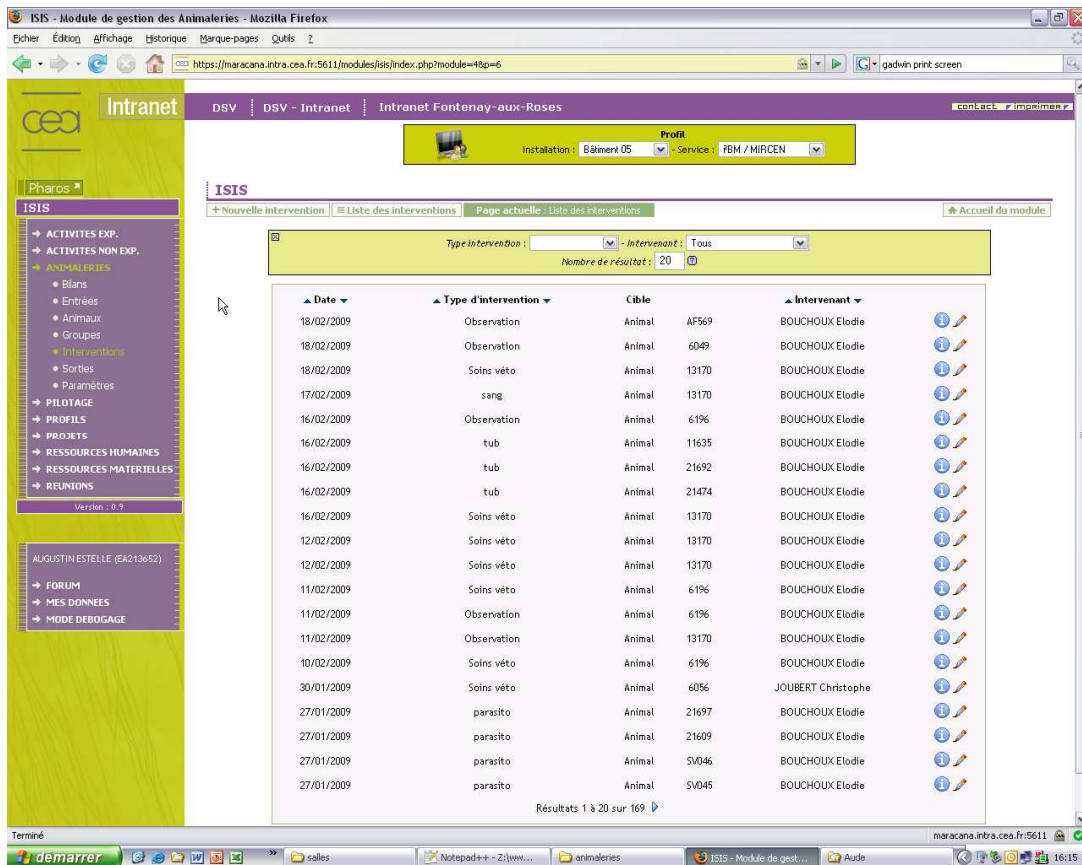 ISIS - Module de gestion des Animaleries - Mozilla Firefox
Fichier Édition Affichage Historique Marque-pages Outils ?
https://maracana.intra.cea.fr:5611/modules/isis/index.php?module=4&p=6 gadwin print screen
cea Intranet DSV DSV - Intranet Intranet Fontenay-aux-Roses contact imprimer
Profil
Installation : Bâtiment 05 - Service : I²BM / MIRCEN
Pharos
ISIS
ISIS
+ Nouvelle intervention Liste des interventions Page actuelle : Liste des interventions Accueil du module
ACTIVITES EXP.
ACTIVITES NON EXP.
ANIMALERIES
Bilans
Entrées
Animaux
Groupes
Interventions
Sorties
Paramètres
PILOTAGE
PROFILS
PROJETS
RESSOURCES HUMAINES
RESSOURCES MATERIELLES
REUNIONS
Version : 0.9
AUGUSTIN ESTELLE (EA213652)
FORUM
MES DONNEES
MODE DEBOGAGE
Type intervention : - Intervenant : Tous
Nombre de résultat : 20
Date Type d'intervention Cible Intervenant
18/02/2009 Observation Animal AF569 BOUCHOUX Elodie
18/02/2009 Observation Animal 6049 BOUCHOUX Elodie
18/02/2009 Soins véto Animal 13170 BOUCHOUX Elodie
17/02/2009 sang Animal 13170 BOUCHOUX Elodie
16/02/2009 Observation Animal 6196 BOUCHOUX Elodie
16/02/2009 tub Animal 11635 BOUCHOUX Elodie
16/02/2009 tub Animal 21692 BOUCHOUX Elodie
16/02/2009 tub Animal 21474 BOUCHOUX Elodie
16/02/2009 Soins véto Animal 13170 BOUCHOUX Elodie
12/02/2009 Soins véto Animal 13170 BOUCHOUX Elodie
12/02/2009 Soins véto Animal 13170 BOUCHOUX Elodie
11/02/2009 Soins véto Animal 6196 BOUCHOUX Elodie
11/02/2009 Observation Animal 6196 BOUCHOUX Elodie
11/02/2009 Observation Animal 13170 BOUCHOUX Elodie
10/02/2009 Soins véto Animal 6196 BOUCHOUX Elodie
30/01/2009 Soins véto Animal 6056 JOUBERT Christophe
27/01/2009 parasito Animal 21697 BOUCHOUX Elodie
27/01/2009 parasito Animal 21609 BOUCHOUX Elodie
27/01/2009 parasito Animal SV046 BOUCHOUX Elodie
27/01/2009 parasito Animal SV045 BOUCHOUX Elodie
Résultats 1 à 20 sur 169
Terminé maracana.intra.cea.fr:5611
démarrer salles Notepad++ - Z:\ww... animaleries ISIS - Module de gest... Aude 16:15